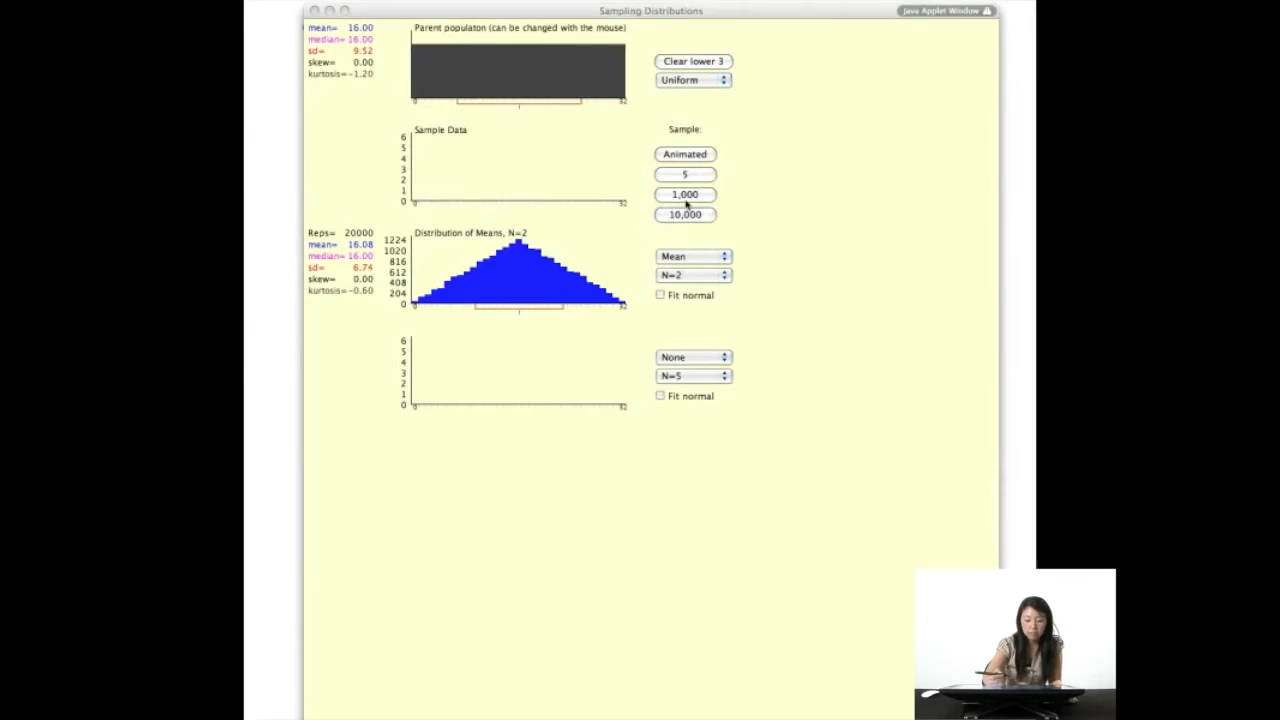 Sampling Distributions
Java Applet Window
mean= 16.00
median= 16.00
sd= 9.52
skew= 0.00
kurtosis=-1.20
Parent populaton (can be changed with the mouse)
0 32
Clear lower 3
Uniform
Sample Data
6
5
4
3
2
1
0
0 32
Sample:
Animated
5
1,000
10,000
Reps= 20000
mean= 16.08
median= 16.00
sd= 6.74
skew= 0.00
kurtosis=-0.60
Distribution of Means, N=2
1224
1020
816
612
408
204
0
0 32
Mean
N=2
Fit normal
6
5
4
3
2
1
0
0 32
None
N=5
Fit normal